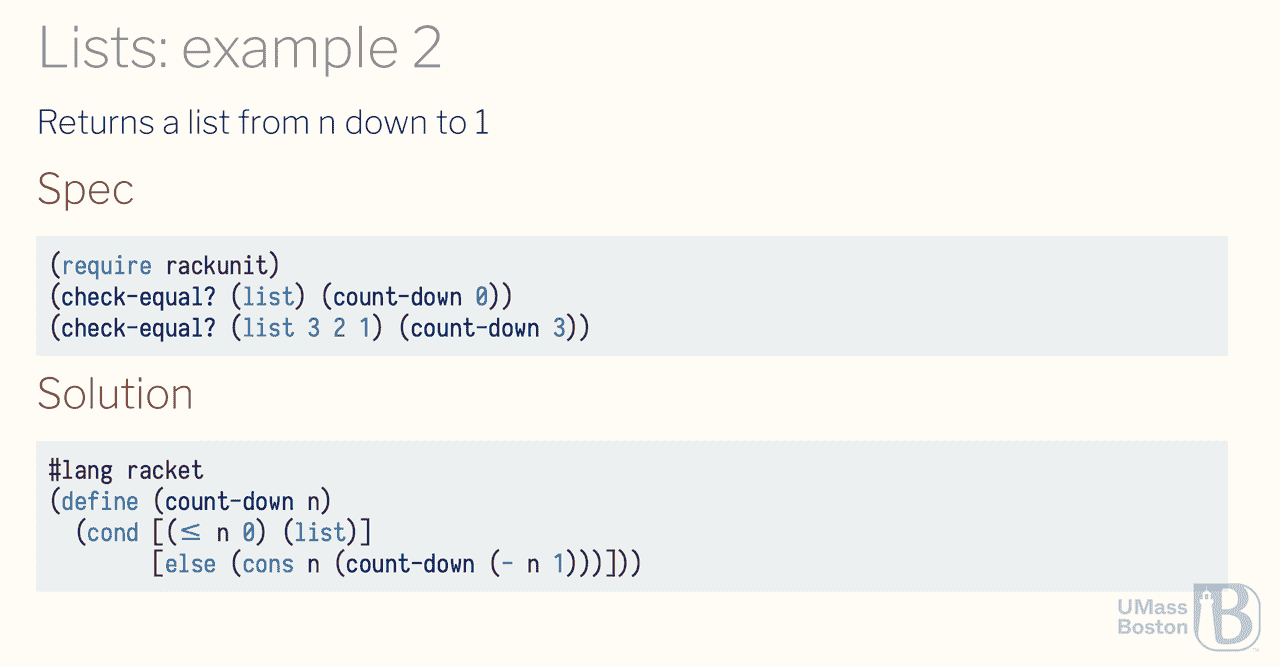 Lists: example 2
Returns a list from n down to 1
Spec
(require rackunit)
(check-equal? (list) (count-down 0))
(check-equal? (list 3 2 1) (count-down 3))
Solution
#lang racket
(define (count-down n)
  (cond [(≤ n 0) (list)]
        [else (cons n (count-down (- n 1)))]))
UMass
Boston
B
™